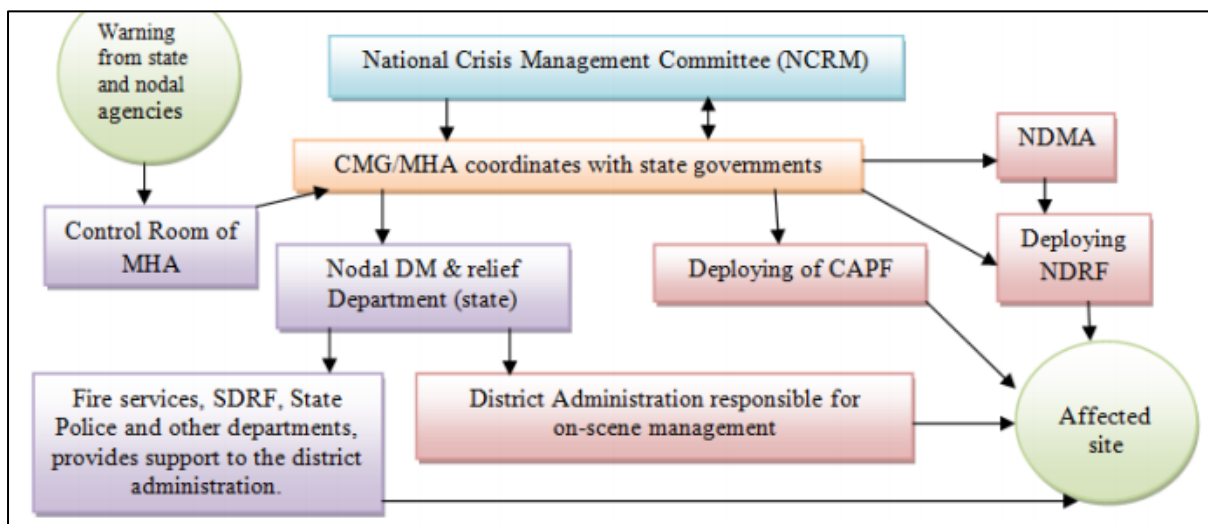 Warning
from state
and nodal
agencies
National Crisis Management Committee (NCRM)
CMG/MHA coordinates with state governments
NDMA
Control Room of
MHA
Nodal DM & relief
Department (state)
Deploying of CAPF
Deploying
NDRF
Fire services, SDRF, State
Police and other departments,
provides support to the district
administration.
District Administration responsible for
on-scene management
Affected
site